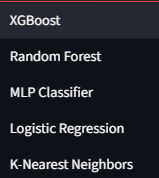 XGBoost
Random Forest
MLP Classifier
Logistic Regression
K-Nearest Neighbors